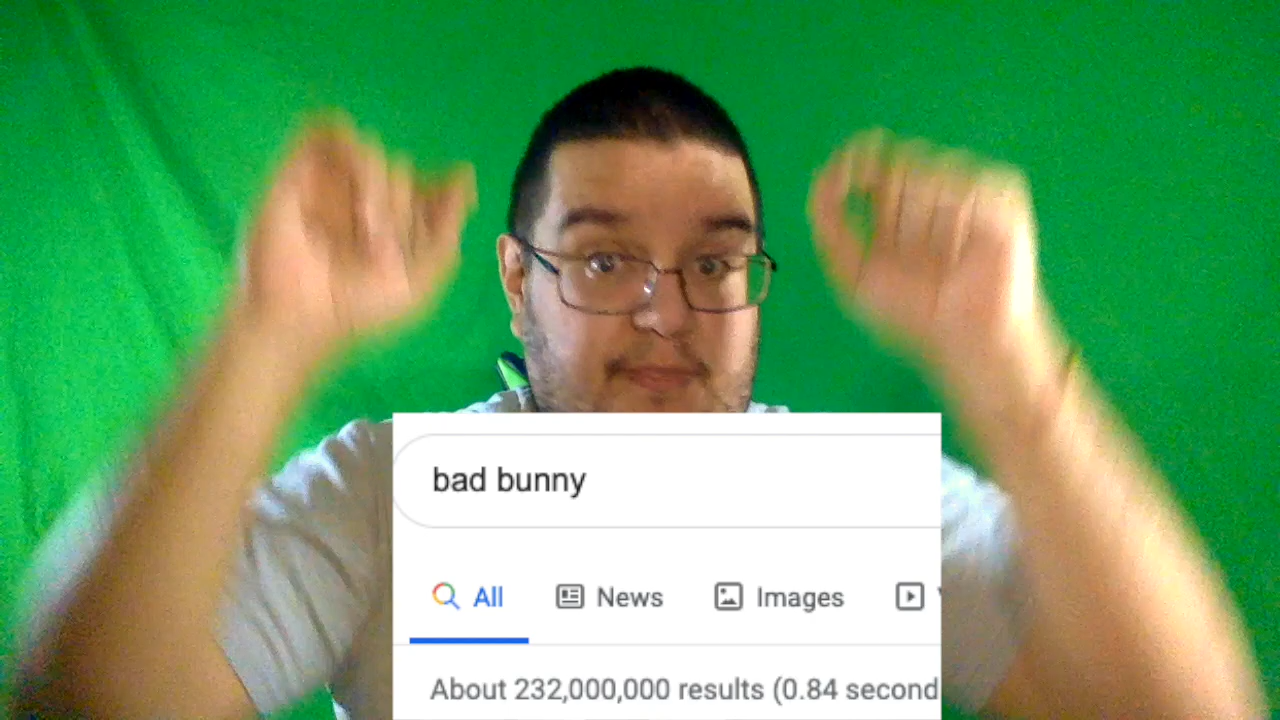 bad bunny
All News Images
About 232,000,000 results (0.84 second